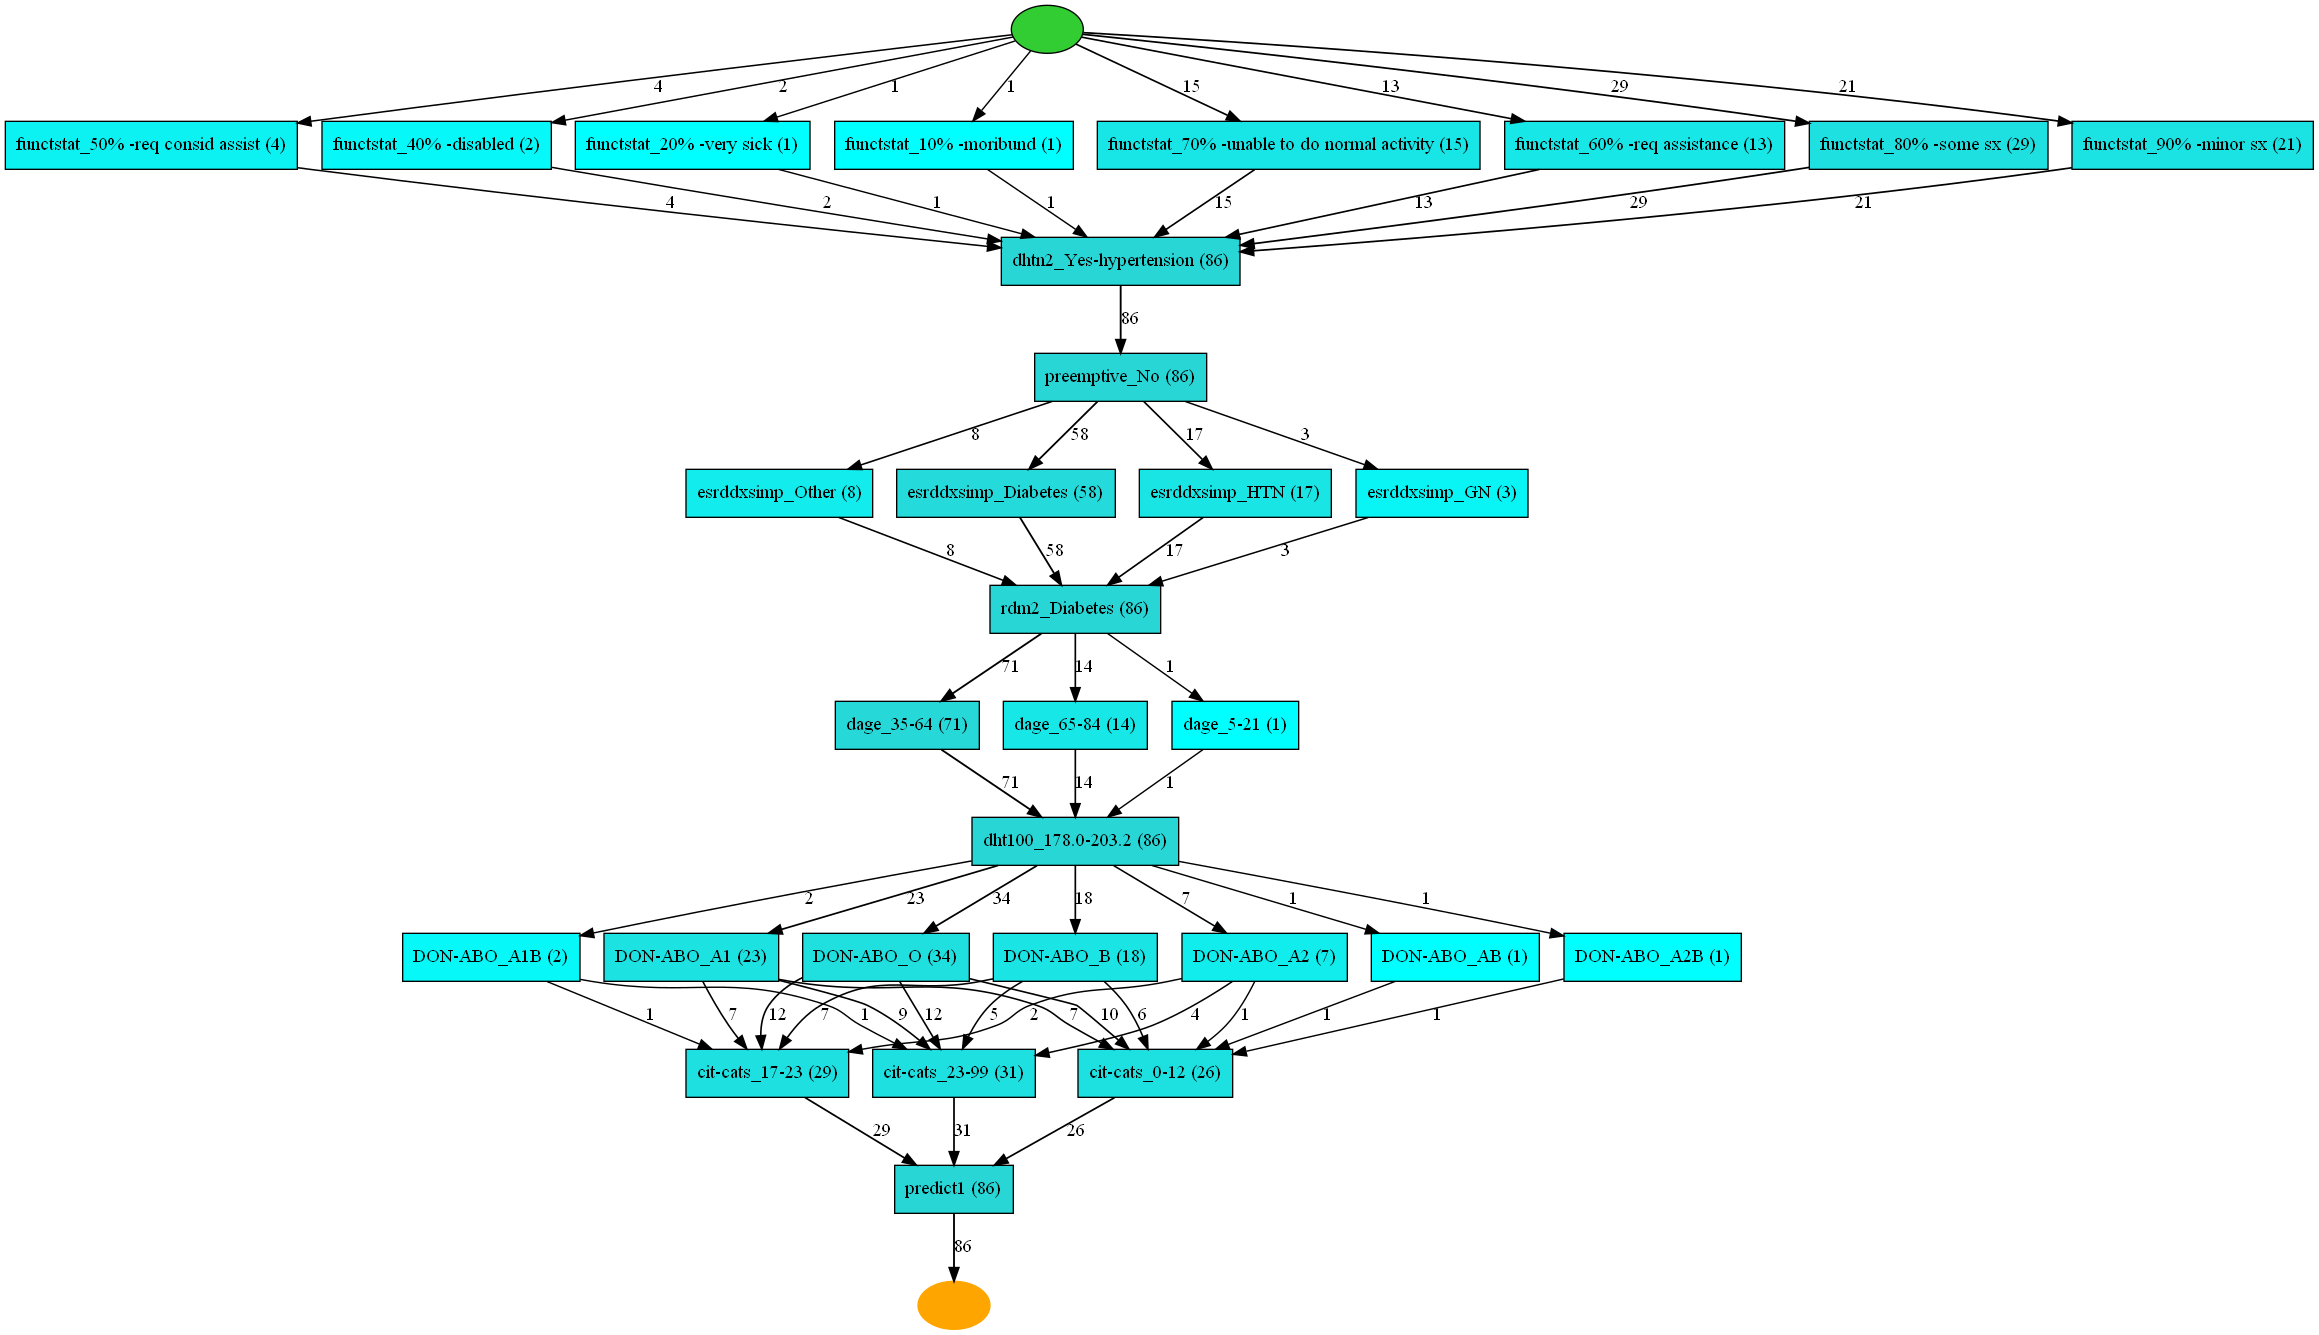 4
2
1
1
15
13
29
21
functstat_50% -req consid assist (4)
functstat_40% -disabled (2)
functstat_20% -very sick (1)
functstat_10% -moribund (1)
functstat_70% -unable to do normal activity (15)
functstat_60% -req assistance (13)
functstat_80% -some sx (29)
functstat_90% -minor sx (21)
4
2
1
1
15
13
29
21
dhtn2_Yes-hypertension (86)
86
preemptive_No (86)
8
58
17
3
esrddxsimp_Other (8)
esrddxsimp_Diabetes (58)
esrddxsimp_HTN (17)
esrddxsimp_GN (3)
8
58
17
3
rdm2_Diabetes (86)
71
14
1
dage_35-64 (71)
dage_65-84 (14)
dage_5-21 (1)
71
14
1
dht100_178.0-203.2 (86)
2
23
34
18
7
1
1
DON-ABO_A1B (2)
DON-ABO_A1 (23)
DON-ABO_O (34)
DON-ABO_B (18)
DON-ABO_A2 (7)
DON-ABO_AB (1)
DON-ABO_A2B (1)
1
7
12
7
1
9
12
5
2
7
10
6
4
1
1
1
cit-cats_17-23 (29)
cit-cats_23-99 (31)
cit-cats_0-12 (26)
29
31
26
predict1 (86)
86